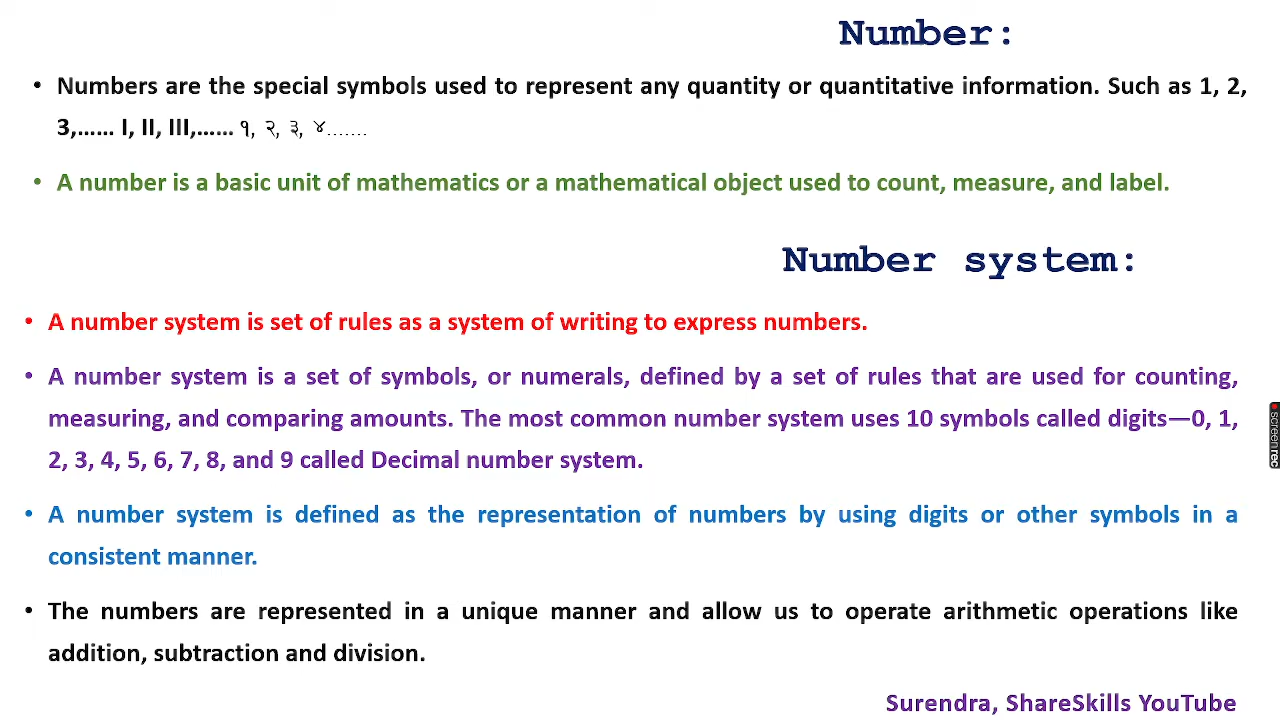 Number:
• Numbers are the special symbols used to represent any quantity or quantitative information. Such as 1, 2,
3,…... I, II, III,…... १, २, ३, ४.......
• A number is a basic unit of mathematics or a mathematical object used to count, measure, and label.
Number system:
• A number system is set of rules as a system of writing to express numbers.
• A number system is a set of symbols, or numerals, defined by a set of rules that are used for counting,
measuring, and comparing amounts. The most common number system uses 10 symbols called digits—0, 1,
2, 3, 4, 5, 6, 7, 8, and 9 called Decimal number system.
• A number system is defined as the representation of numbers by using digits or other symbols in a
consistent manner.
• The numbers are represented in a unique manner and allow us to operate arithmetic operations like
addition, subtraction and division.
Surendra, ShareSkills YouTube
screenrec